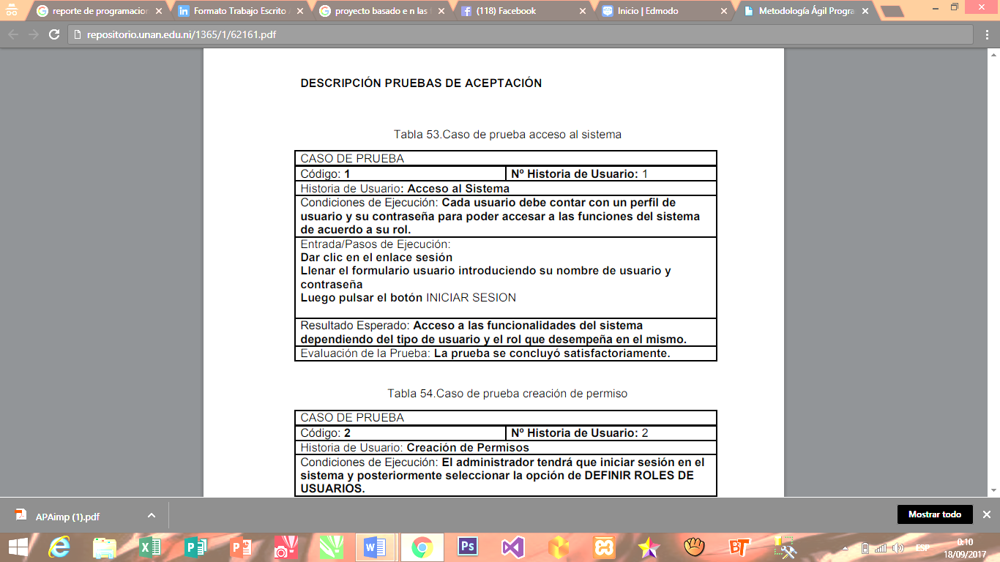 reporte de programacion
Formato Trabajo Escrito
proyecto basado e n las
(118) Facebook
Inicio | Edmodo
Metodología Ágil Progra
repositorio.unan.edu.ni/1365/1/62161.pdf
DESCRIPCIÓN PRUEBAS DE ACEPTACIÓN
Tabla 53.Caso de prueba acceso al sistema
CASO DE PRUEBA
Código: 1
Nº Historia de Usuario: 1
Historia de Usuario: Acceso al Sistema
Condiciones de Ejecución: Cada usuario debe contar con un perfil de
usuario y su contraseña para poder accesar a las funciones del sistema
de acuerdo a su rol.
Entrada/Pasos de Ejecución:
Dar clic en el enlace sesión
Llenar el formulario usuario introduciendo su nombre de usuario y
contraseña
Luego pulsar el botón INICIAR SESION
Resultado Esperado: Acceso a las funcionalidades del sistema
dependiendo del tipo de usuario y el rol que desempeña en el mismo.
Evaluación de la Prueba: La prueba se concluyó satisfactoriamente.
Tabla 54.Caso de prueba creación de permiso
CASO DE PRUEBA
Código: 2
Nº Historia de Usuario: 2
Historia de Usuario: Creación de Permisos
Condiciones de Ejecución: El administrador tendrá que iniciar sesión en el
sistema y posteriormente seleccionar la opción de DEFINIR ROLES DE
USUARIOS.
APAimp (1).pdf
Mostrar todo
Ps
BT
ESP
0:10
18/09/2017